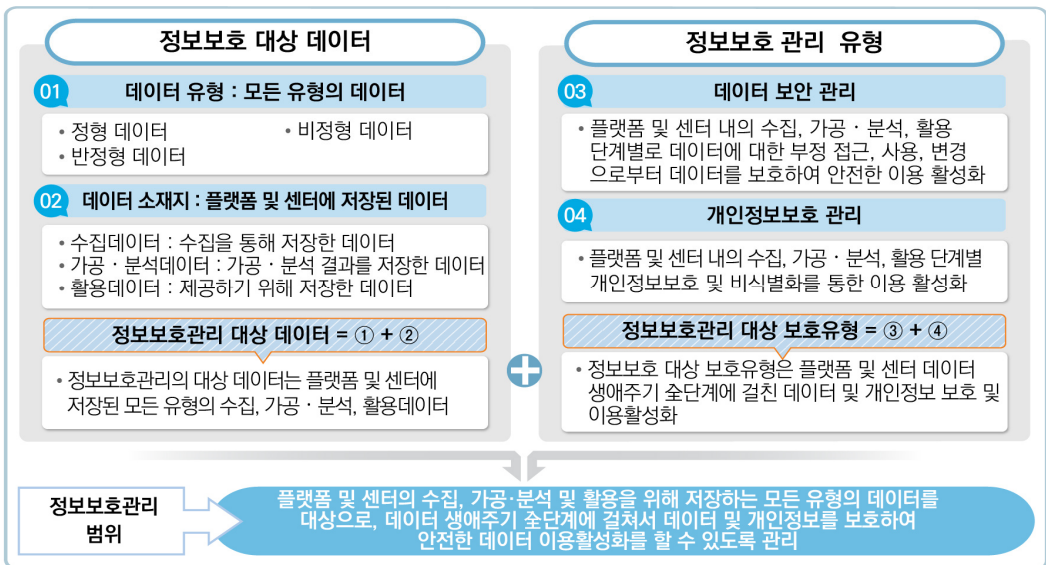 정보보호 대상 데이터
01 데이터 유형 : 모든 유형의 데이터
• 정형 데이터 • 비정형 데이터
• 반정형 데이터
02 데이터 소재지 : 플랫폼 및 센터에 저장된 데이터
• 수집데이터 : 수집을 통해 저장한 데이터
• 가공 · 분석데이터 : 가공 · 분석 결과를 저장한 데이터
• 활용데이터 : 제공하기 위해 저장한 데이터
정보보호관리 대상 데이터 = ① + ②
• 정보보호관리의 대상 데이터는 플랫폼 및 센터에
저장된 모든 유형의 수집, 가공 · 분석, 활용데이터
정보보호 관리 유형
03 데이터 보안 관리
• 플랫폼 및 센터 내의 수집, 가공 · 분석, 활용
단계별로 데이터에 대한 부정 접근, 사용, 변경
으로부터 데이터를 보호하여 안전한 이용 활성화
04 개인정보보호 관리
• 플랫폼 및 센터 내의 수집, 가공 · 분석, 활용 단계별
개인정보보호 및 비식별화를 통한 이용 활성화
정보보호관리 대상 보호유형 = ③ + ④
• 정보보호 대상 보호유형은 플랫폼 및 센터 데이터
생애주기 全단계에 걸친 데이터 및 개인정보 보호 및
이용활성화
정보보호관리
범위
플랫폼 및 센터의 수집, 가공·분석 및 활용을 위해 저장하는 모든 유형의 데이터를
대상으로, 데이터 생애주기 全단계에 걸쳐서 데이터 및 개인정보를 보호하여
안전한 데이터 이용활성화를 할 수 있도록 관리